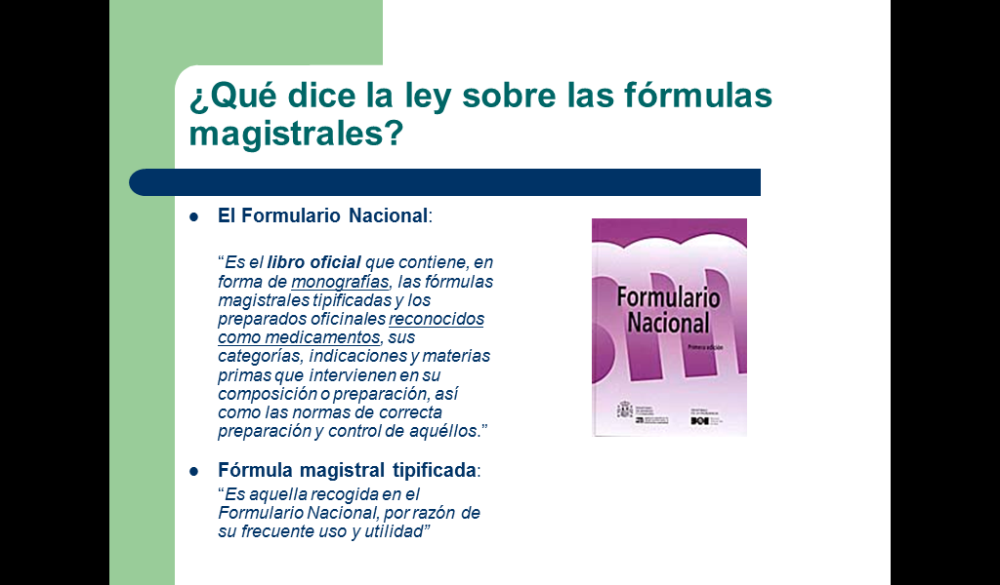 ¿Qué dice la ley sobre las fórmulas
magistrales?
El Formulario Nacional:
“Es el libro oficial que contiene, en
forma de monografías, las fórmulas
magistrales tipificadas y los
preparados oficinales reconocidos
como medicamentos, sus
categorías, indicaciones y materias
primas que intervienen en su
composición o preparación, así
como las normas de correcta
preparación y control de aquéllos.”
Fórmula magistral tipificada:
“Es aquella recogida en el
Formulario Nacional, por razón de
su frecuente uso y utilidad”
Formulario
Nacional
Primera edición
BOE